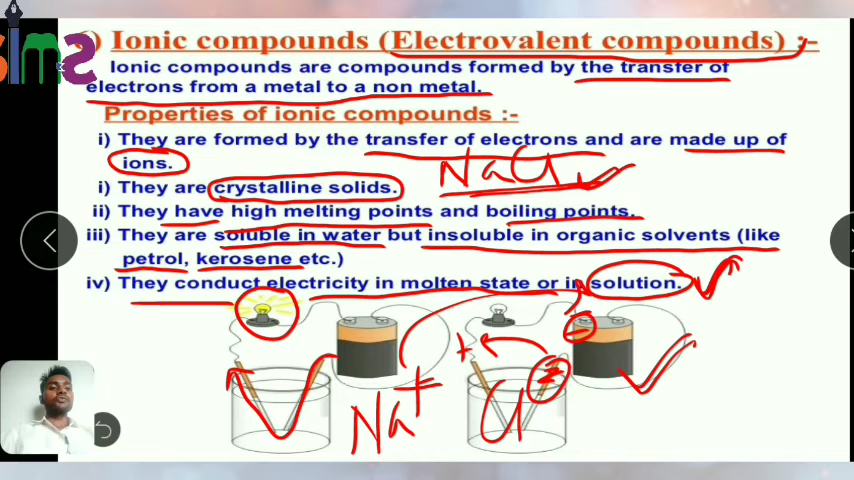 ) Ionic compounds (Electrovalent compounds) :-
Ionic compounds are compounds formed by the transfer of
electrons from a metal to a non metal.
Properties of ionic compounds :-
i) They are formed by the transfer of electrons and are made up of
ions.
NaCl
i) They are crystalline solids.
ii) They have high melting points and boiling points.
iii) They are soluble in water but insoluble in organic solvents (like
petrol, kerosene etc.)
iv) They conduct electricity in molten state or in solution.
+
Na+
Cl